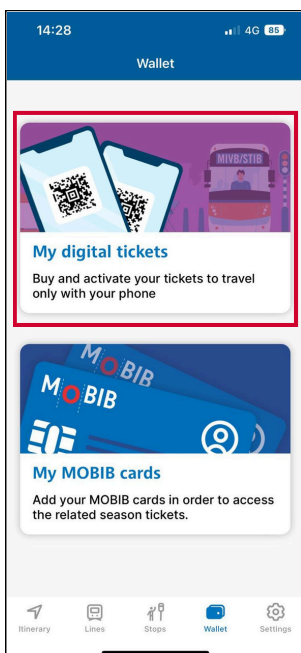 14:28
4G 85
Wallet
MIVB/STIB
My digital tickets
Buy and activate your tickets to travel
only with your phone
MOBIB
MOBIB
My MOBIB cards
Add your MOBIB cards in order to access
the related season tickets.
Itinerary Lines Stops Wallet Settings